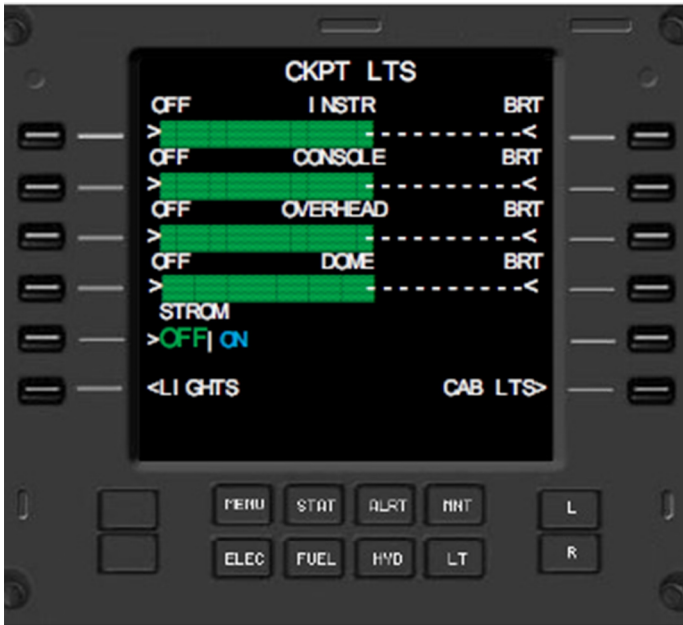 CKPT LTS
OFF INSTR BRT
>- - - - - - - - - -<
OFF CONSOLE BRT
>- - - - - - - - - -<
OFF OVERHEAD BRT
>- - - - - - - - - -<
OFF DOME BRT
>- - - - - - - - - -<
STROM
>OFF| ON
<LIGHTS CAB LTS>
MENU STAT ALRT MNT L
ELEC FUEL HYD LT R